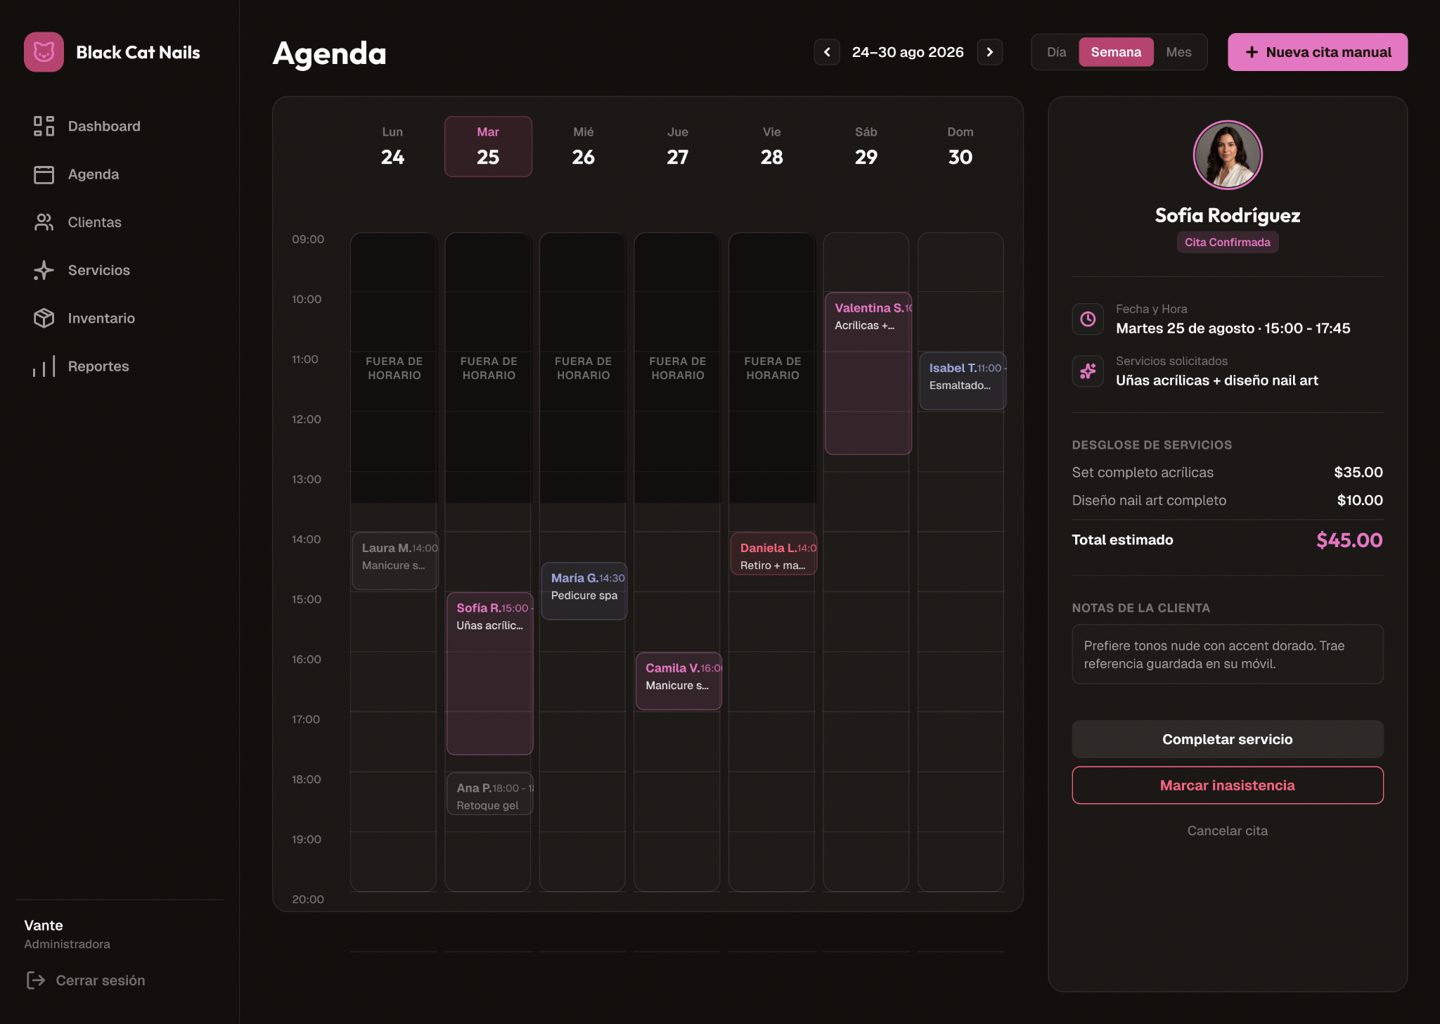 Black Cat Nails
Dashboard
Agenda
Clientas
Servicios
Inventario
Reportes
Vante
Administradora
Cerrar sesión
Agenda
24–30 ago 2026
Día
Semana
Mes
Nueva cita manual
Lun
24
Mar
25
Mié
26
Jue
27
Vie
28
Sáb
29
Dom
30
09:00
10:00
11:00
12:00
13:00
14:00
15:00
16:00
17:00
18:00
19:00
20:00
FUERA DE
HORARIO
FUERA DE
HORARIO
FUERA DE
HORARIO
FUERA DE
HORARIO
FUERA DE
HORARIO
Laura M. 14:00
Manicure s...
Sofía R. 15:00 -
Uñas acrílic...
Ana P. 18:00 -
Retoque gel
María G. 14:30
Pedicure spa
Camila V.
Manicure s...
Daniela L.
Retiro + ma...
Valentina S.
Acrílicas +...
Isabel T. 11:00 -
Esmaltado...
Sofía Rodríguez
Cita Confirmada
Fecha y Hora
Martes 25 de agosto · 15:00 - 17:45
Servicios solicitados
Uñas acrílicas + diseño nail art
DESGLOSE DE SERVICIOS
Set completo acrílicas $35.00
Diseño nail art completo $10.00
Total estimado $45.00
NOTAS DE LA CLIENTA
Prefiere tonos nude con accent dorado. Trae
referencia guardada en su móvil.
Completar servicio
Marcar inasistencia
Cancelar cita